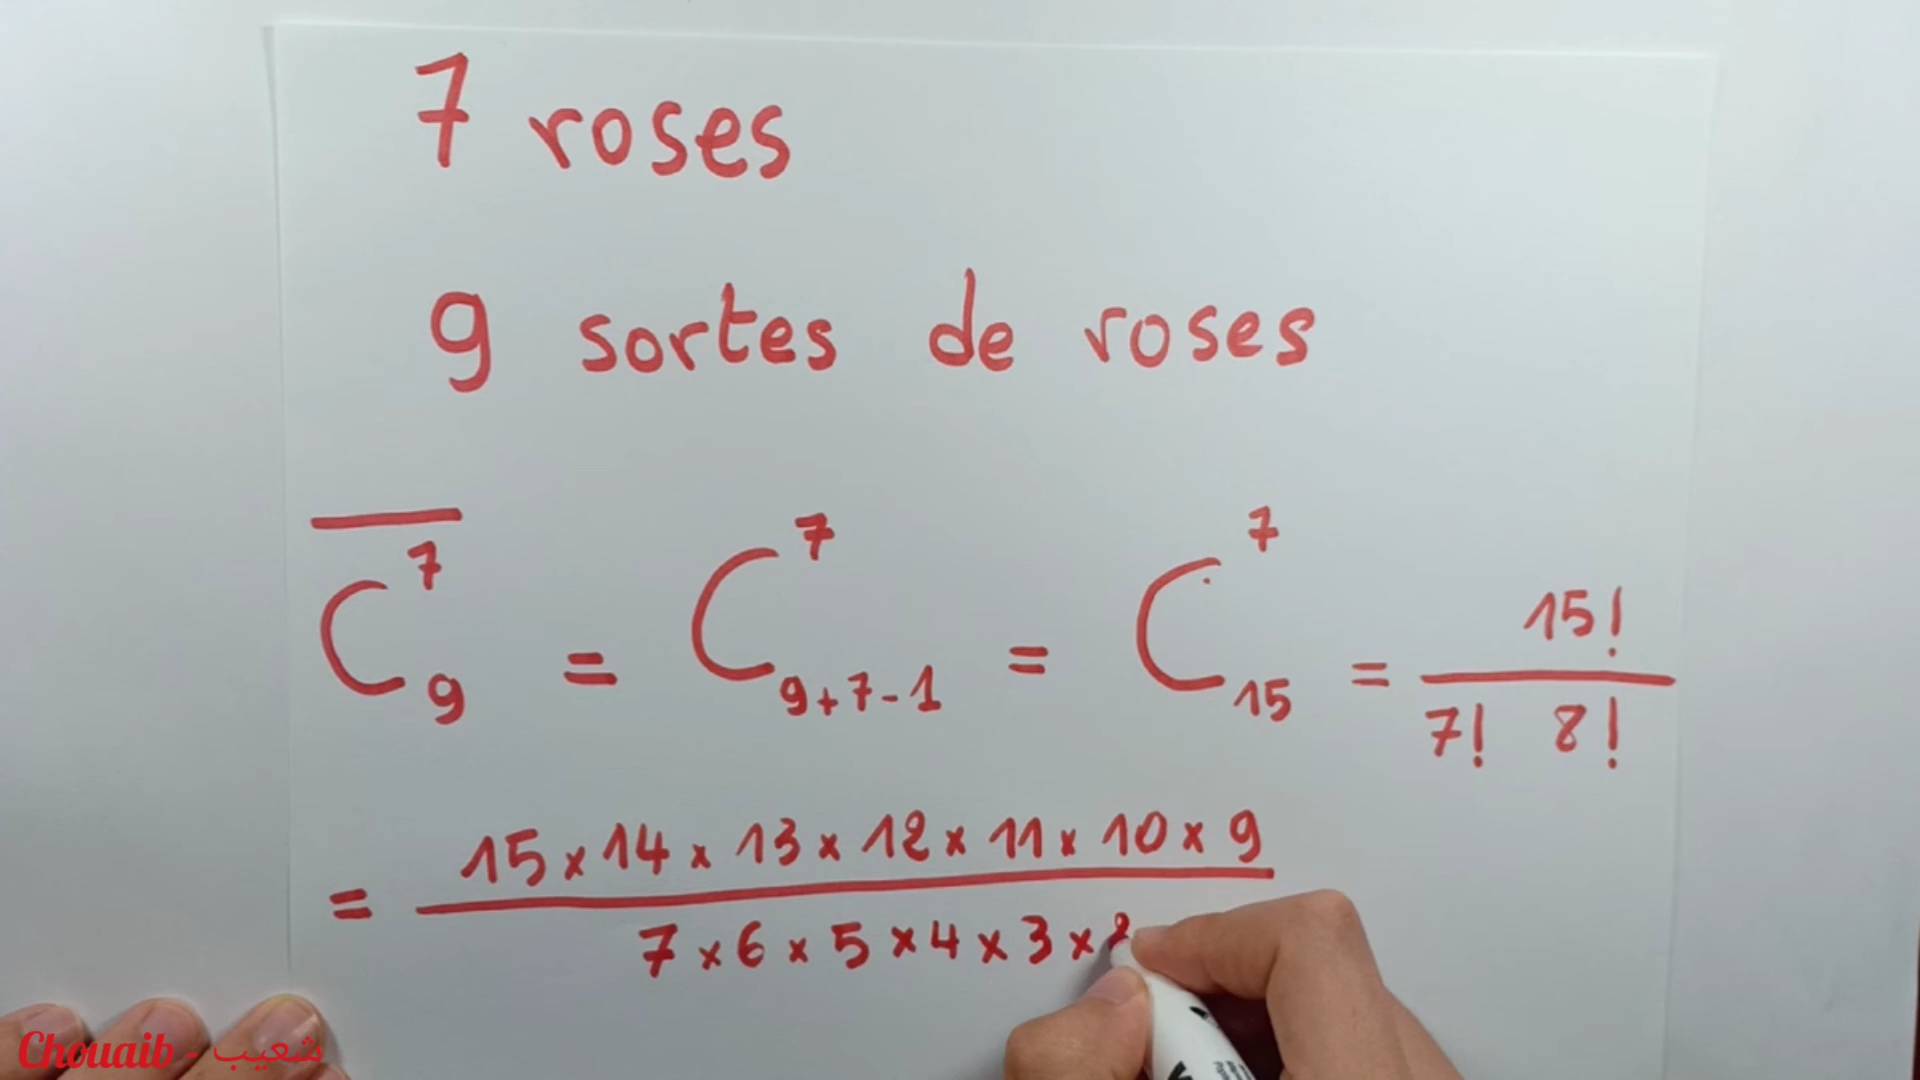 7 roses
9 sortes de roses
C̅⁷₉ = C⁷₉₊₇₋₁ = C⁷₁₅ = 15! / 7! 8!
= 15 × 14 × 13 × 12 × 11 × 10 × 9
7 × 6 × 5 × 4 × 3 ×
Chouaib - شعيب